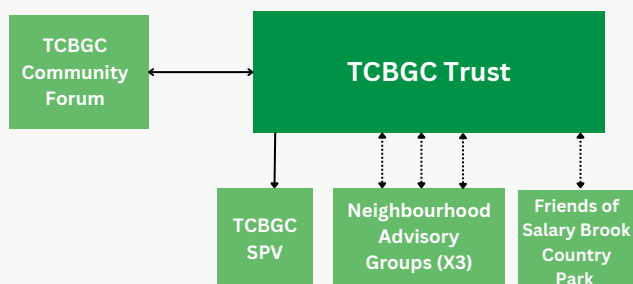 TCBGC
Community
Forum
TCBGC Trust
TCBGC
SPV
Neighbourhood
Advisory
Groups (X3)
Friends of
Salary Brook
Country
Park